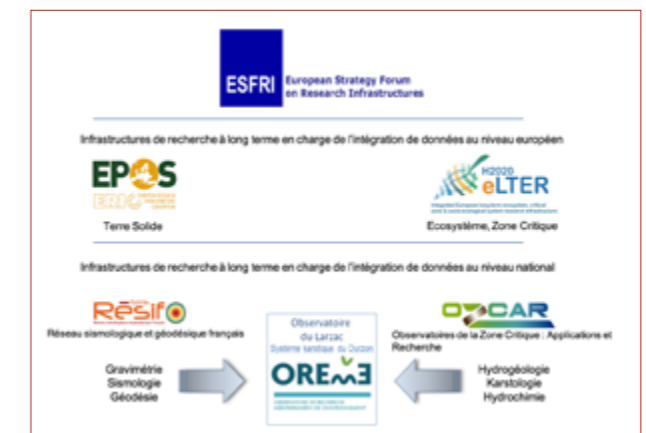 ESFRI
European Strategy Forum
on Research Infrastructures
Infrastructures de recherche à long terme en charge de l'intégration de données au niveau européen
EPOS
ERIC
Terre Solide
H2020
eLTER
Ecosystème, Zone Critique
Infrastructures de recherche à long terme en charge de l'intégration de données au niveau national
Résif
Réseau sismologique et géodésique français
Gravimétrie
Sismologie
Géodésie
Observatoire
du Larzac
Système karstique du Durzon
OREME
OZCAR
Observatoires de la Zone Critique : Applications et
Recherche
Hydrogéologie
Karstologie
Hydrochimie